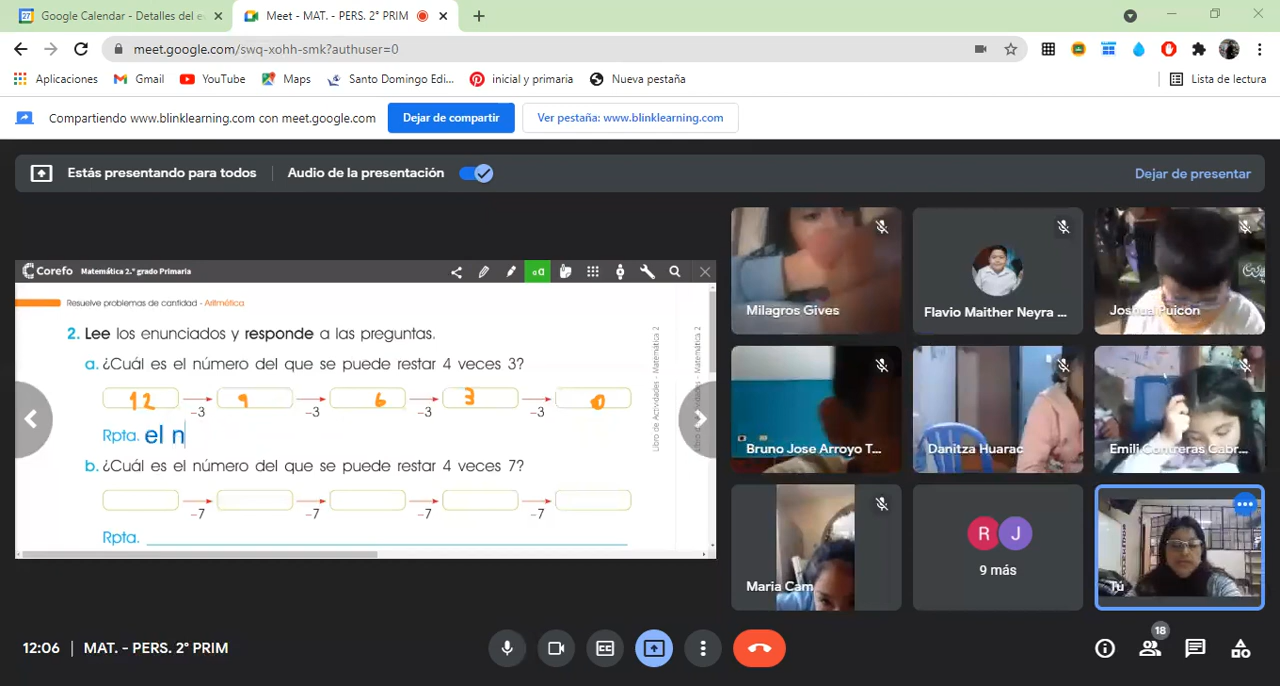 Google Calendar - Detalles del e
Meet - MAT. - PERS. 2° PRIM
meet.google.com/swq-xohh-smk?authuser=0
Aplicaciones Gmail YouTube Maps Santo Domingo Edi... inicial y primaria Nueva pestaña Lista de lectura
Compartiendo www.blinklearning.com con meet.google.com Dejar de compartir Ver pestaña: www.blinklearning.com
Estás presentando para todos Audio de la presentación Dejar de presentar
Corefo Matemática 2.° grado Primaria
Resuelve problemas de cantidad - Aritmética
2. Lee los enunciados y responde a las preguntas.
a. ¿Cuál es el número del que se puede restar 4 veces 3?
12 9 6 3 0
-3 -3 -3 -3
Rpta. el n
b. ¿Cuál es el número del que se puede restar 4 veces 7?
-7 -7 -7 -7
Rpta.
Libro de Actividades - Matemática 2
Milagros Gives
Flavio Maither Neyra ...
Joshua Puicon
Bruno Jose Arroyo T...
Danitza Huarac
Emili Contreras Gabr...
Maria Cam
R J
9 más
Tú
12:06 | MAT. - PERS. 2° PRIM
18